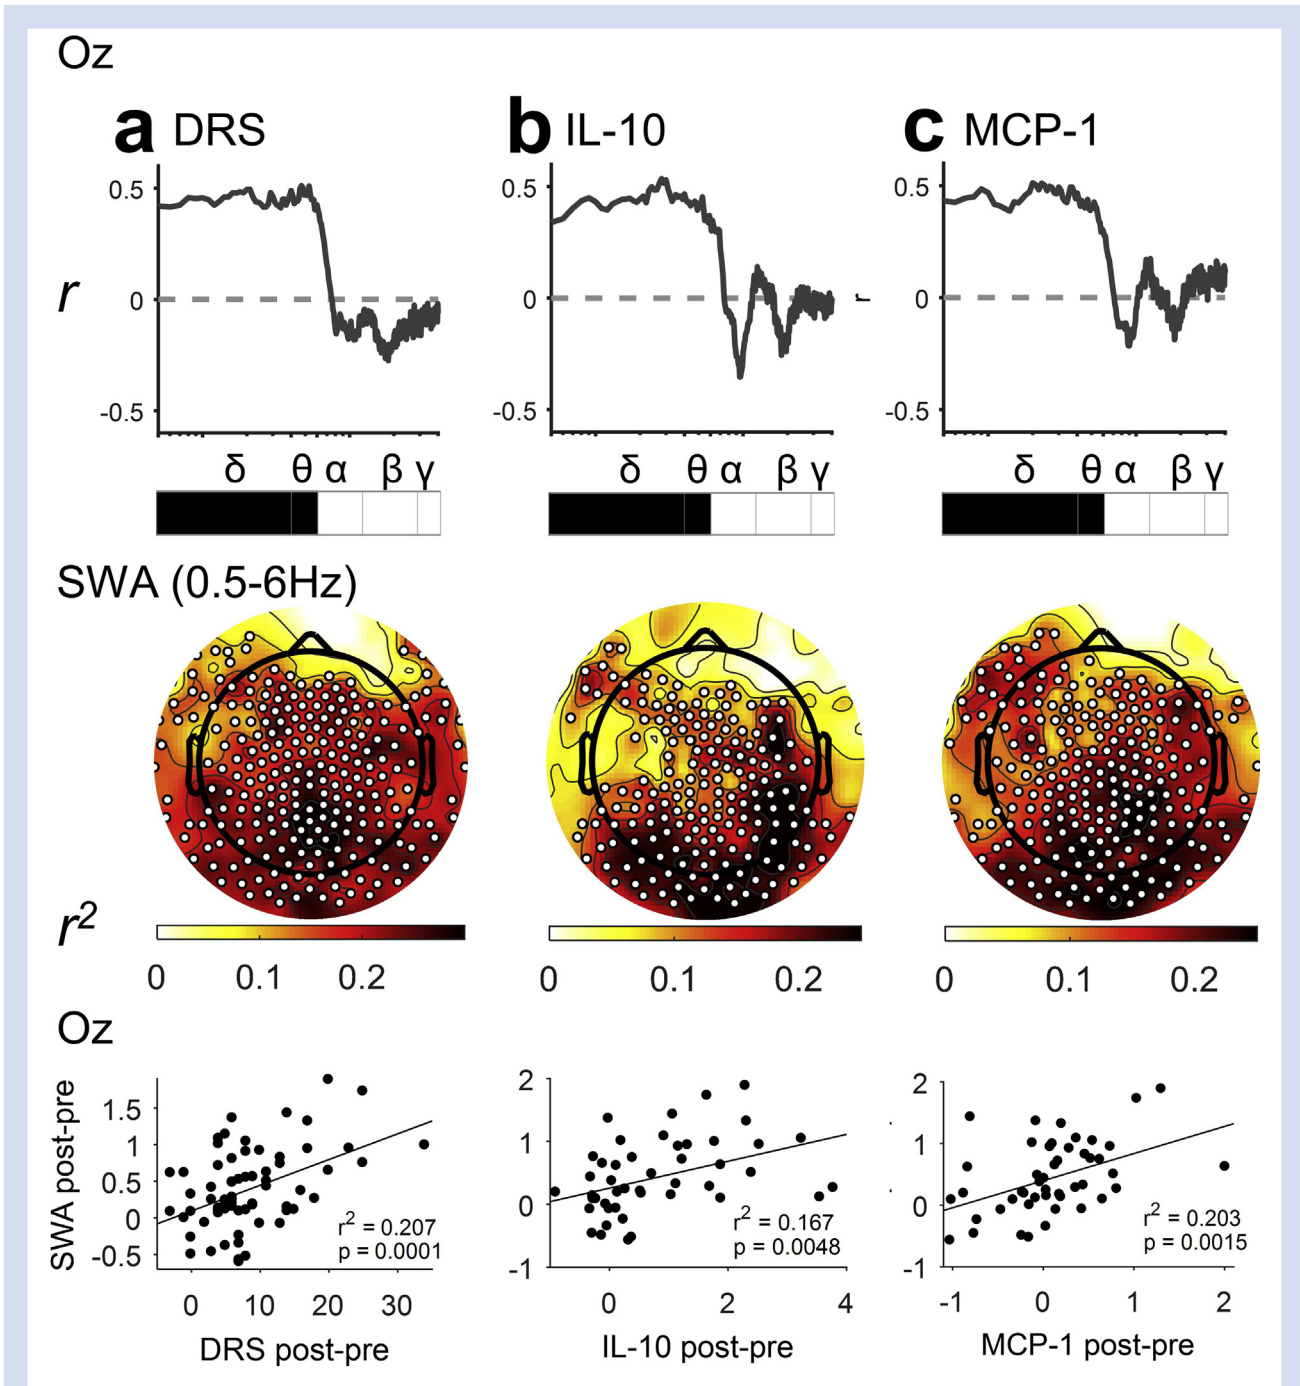 Oz
a DRS
b IL-10
c MCP-1
0.5
0
-0.5
r
δ θ α β γ
0.5
0
-0.5
δ θ α β γ
r
0.5
0
-0.5
δ θ α β γ
SWA (0.5-6Hz)
r²
0 0.1 0.2
0 0.1 0.2
0 0.1 0.2
Oz
SWA post-pre
1.5
1
0.5
0
-0.5
r² = 0.207
p = 0.0001
0 10 20 30
DRS post-pre
2
1
0
-1
r² = 0.167
p = 0.0048
0 2 4
IL-10 post-pre
2
1
0
-1
r² = 0.203
p = 0.0015
-1 0 1 2
MCP-1 post-pre